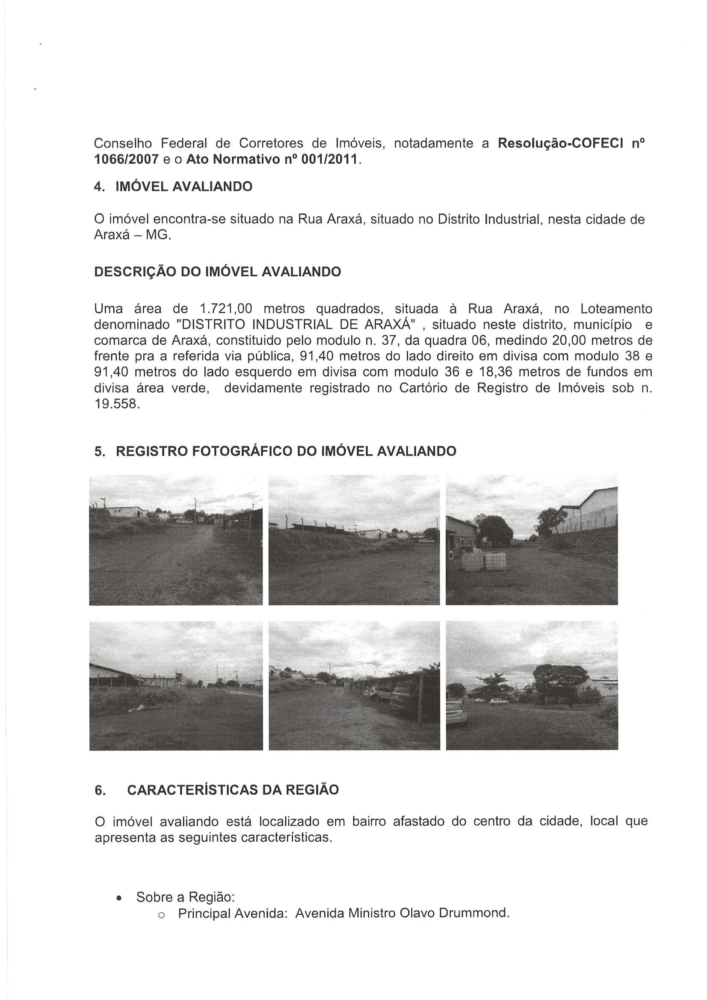 Conselho Federal de Corretores de Imóveis, notadamente a Resolução-COFECI nº
1066/2007 e o Ato Normativo nº 001/2011.
4. IMÓVEL AVALIANDO
O imóvel encontra-se situado na Rua Araxá, situado no Distrito Industrial, nesta cidade de
Araxá – MG.
DESCRIÇÃO DO IMÓVEL AVALIANDO
Uma área de 1.721,00 metros quadrados, situada à Rua Araxá, no Loteamento
denominado "DISTRITO INDUSTRIAL DE ARAXÁ" , situado neste distrito, município e
comarca de Araxá, constituido pelo modulo n. 37, da quadra 06, medindo 20,00 metros de
frente pra a referida via pública, 91,40 metros do lado direito em divisa com modulo 38 e
91,40 metros do lado esquerdo em divisa com modulo 36 e 18,36 metros de fundos em
divisa área verde, devidamente registrado no Cartório de Registro de Imóveis sob n.
19.558.
5. REGISTRO FOTOGRÁFICO DO IMÓVEL AVALIANDO
6. CARACTERÍSTICAS DA REGIÃO
O imóvel avaliando está localizado em bairro afastado do centro da cidade, local que
apresenta as seguintes características.
• Sobre a Região:
o Principal Avenida: Avenida Ministro Olavo Drummond.